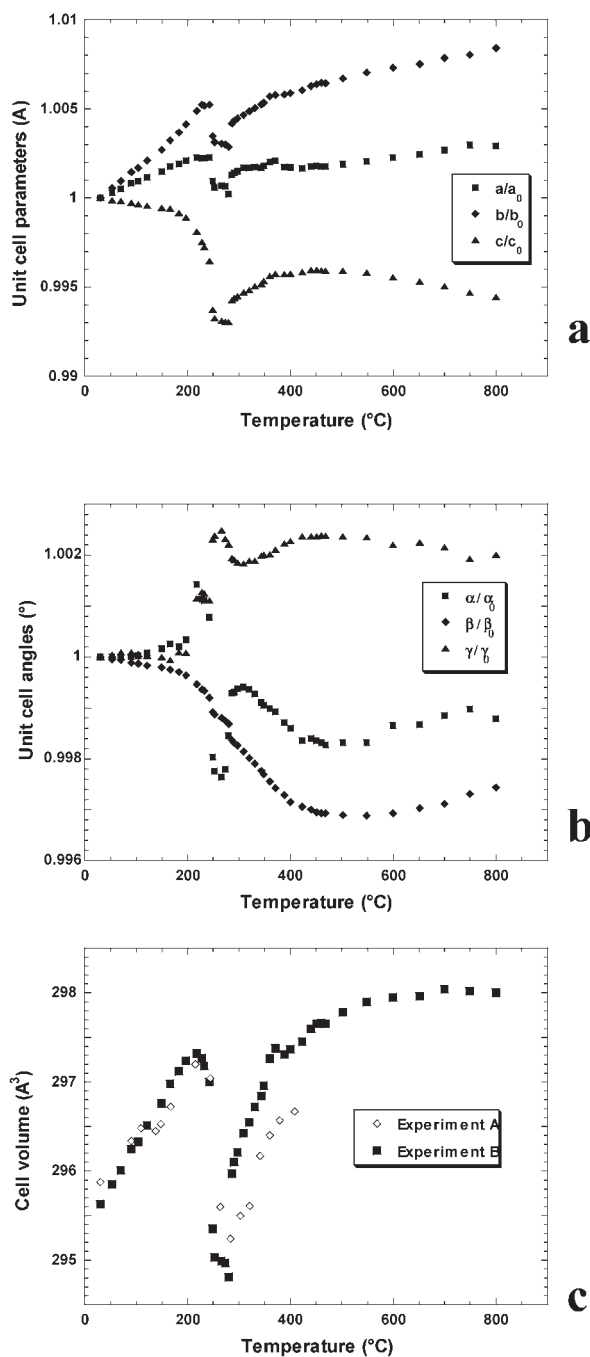 1.01
1.005
1
0.995
0.99
Unit cell parameters (A)
a/a0
b/b0
c/c0
0 200 400 600 800
Temperature (°C)
a
1.002
1
0.998
0.996
Unit cell angles (°)
α/α0
β/β0
γ/γ0
0 200 400 600 800
Temperature (°C)
b
298
297
296
295
Cell volume (A³)
Experiment A
Experiment B
0 200 400 600 800
Temperature (°C)
c